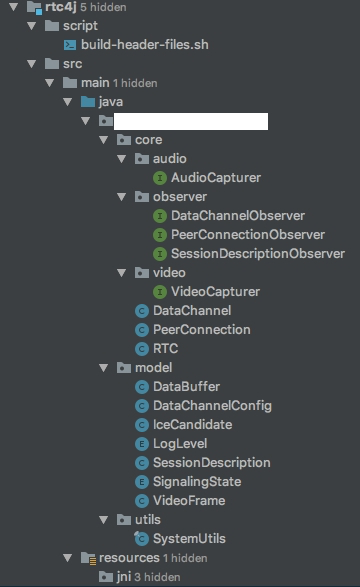 rtc4j 5 hidden
script
build-header-files.sh
src
main 1 hidden
java
core
audio
I AudioCapturer
observer
I DataChannelObserver
I PeerConnectionObserver
I SessionDescriptionObserver
video
I VideoCapturer
C DataChannel
C PeerConnection
C RTC
model
C DataBuffer
C DataChannelConfig
C IceCandidate
E LogLevel
C SessionDescription
E SignalingState
C VideoFrame
utils
C SystemUtils
resources 1 hidden
jni 3 hidden